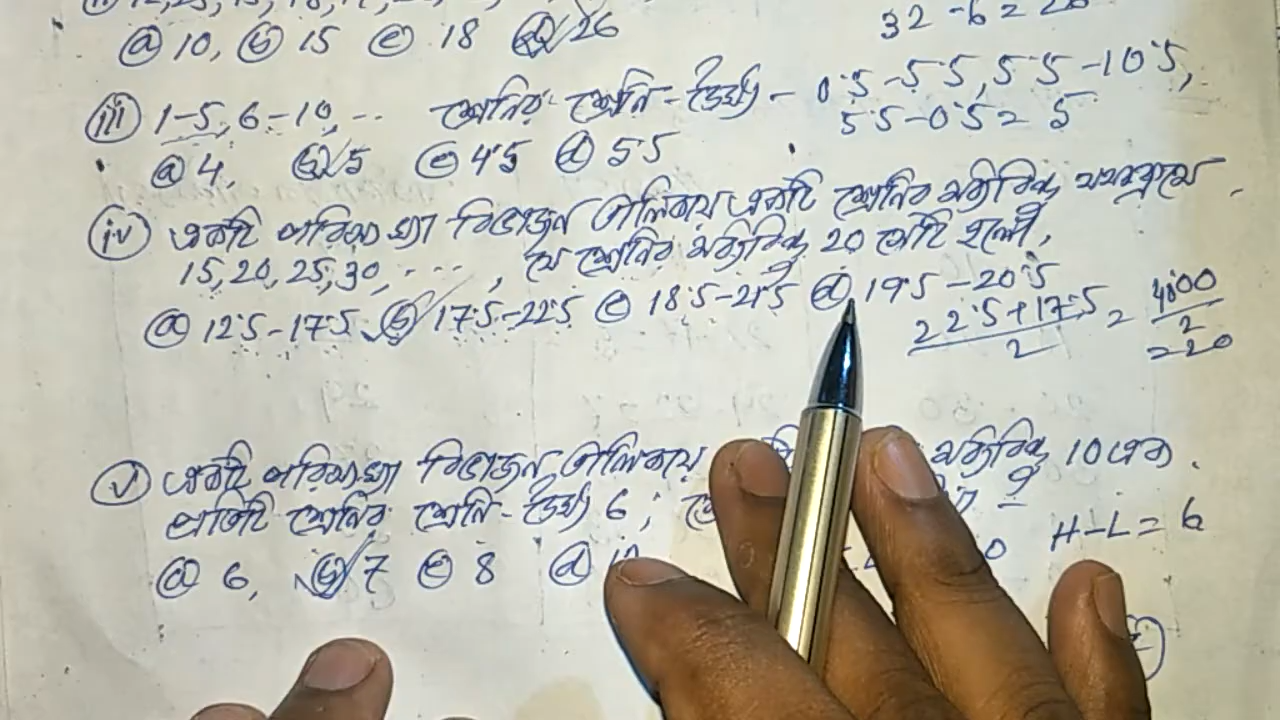 ⓐ 10, ⓑ 15 ⓒ 18 ⓓ 26
32 - 6 = 26
(iii) 1-5, 6-10, ... শ্রেনির শ্রেনি-দৈর্ঘ্য - 0.5-5.5, 5.5-10.5,
5.5-0.5 = 5
ⓐ 4, ⓑ 5 ⓒ 4.5 ⓓ 5.5
(iv) একটি পরিসংখ্যা বিভাজন তালিকায় একটি শ্রেনির মধ্যবিন্দু যথাক্রমে
15, 20, 25, 30, ...., যে শ্রেনির মধ্যবিন্দু 20 সেটি হলো,
ⓐ 12.5-17.5 ⓑ 17.5-22.5 ⓒ 18.5-21.5 ⓓ 19.5-20.5
22.5+17.5 / 2 = 40.00 / 2
= 20
(v) একটি পরিসংখ্যা বিভাজন তালিকায় মধ্যবিন্দু 10 এবং
প্রতিটি শ্রেনির শ্রেনি-দৈর্ঘ্য 6;
H-L = 6
ⓐ 6, ⓑ 7 ⓒ 8 ⓓ